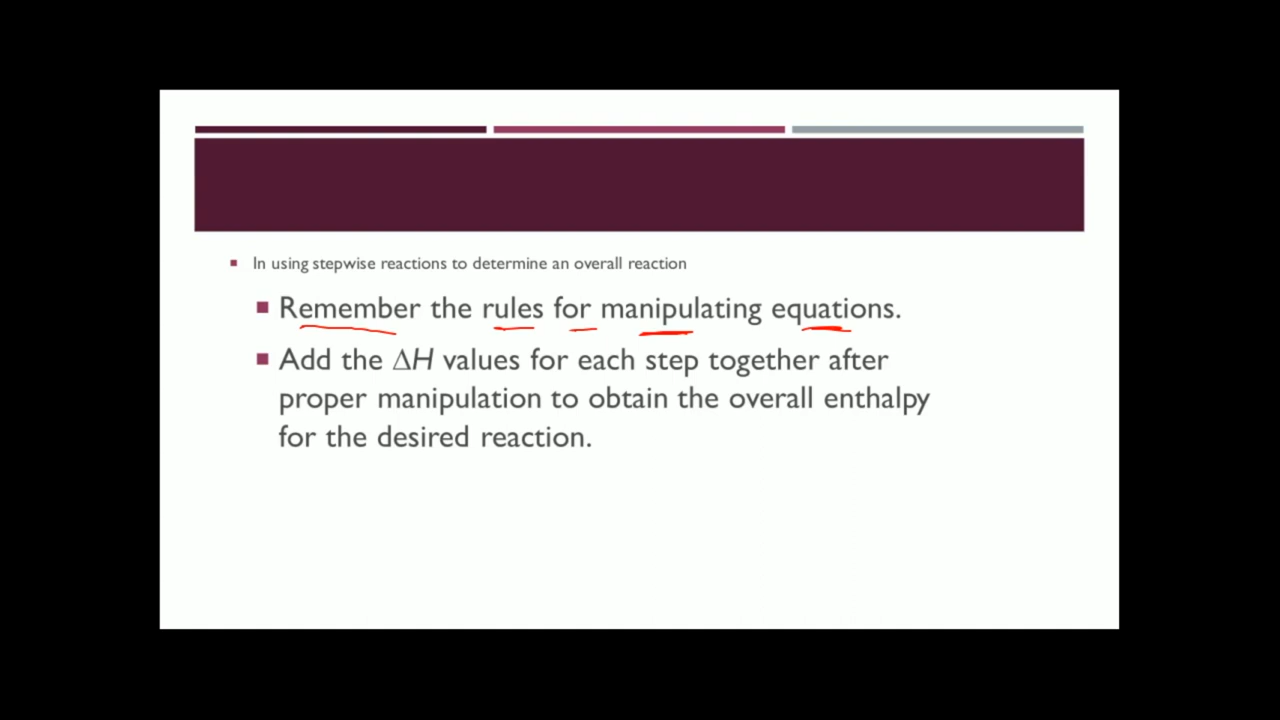 In using stepwise reactions to determine an overall reaction
Remember the rules for manipulating equations.
Add the ΔH values for each step together after
proper manipulation to obtain the overall enthalpy
for the desired reaction.